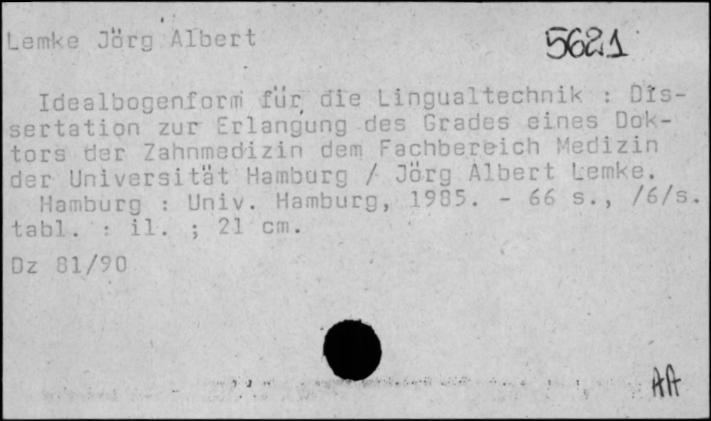 Lemke Jörg Albert
5621
Idealbogenform für die Lingualtechnik : Dis-
sertation zur Erlangung des Grades eines Dok-
tors der Zahnmedizin dem Fachbereich Medizin
der Universität Hamburg / Jörg Albert Lemke.
Hamburg : Univ. Hamburg, 1985. - 66 s., /6/s.
tabl. : il. ; 21 cm.
Dz 81/90
AA